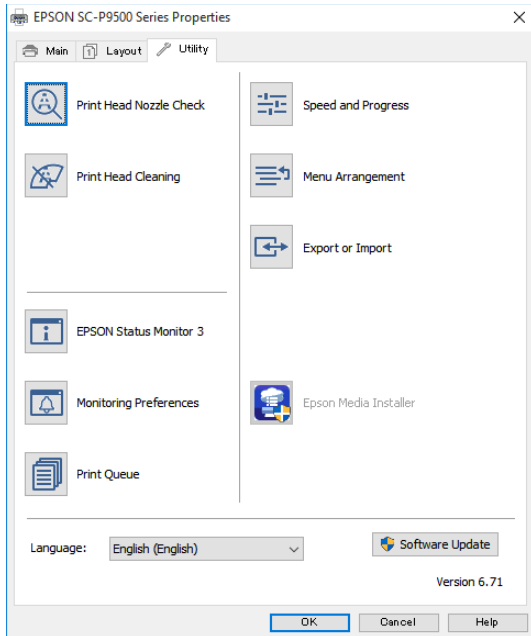 EPSON SC-P9500 Series Properties
Main
Layout
Utility
Print Head Nozzle Check
Print Head Cleaning
EPSON Status Monitor 3
Monitoring Preferences
Print Queue
Speed and Progress
Menu Arrangement
Export or Import
Epson Media Installer
Language:
English (English)
Software Update
Version 6.71
OK
Cancel
Help